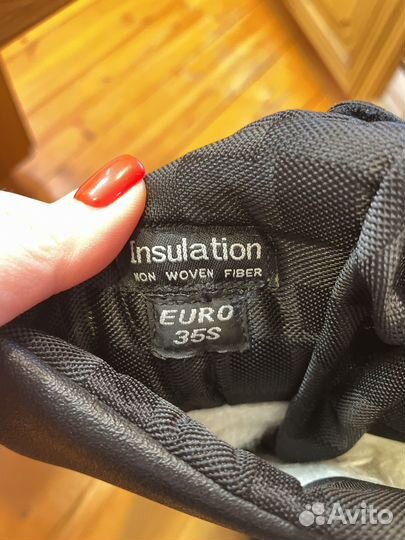 Insulation
NON WOVEN FIBER
EURO
35S
Avito